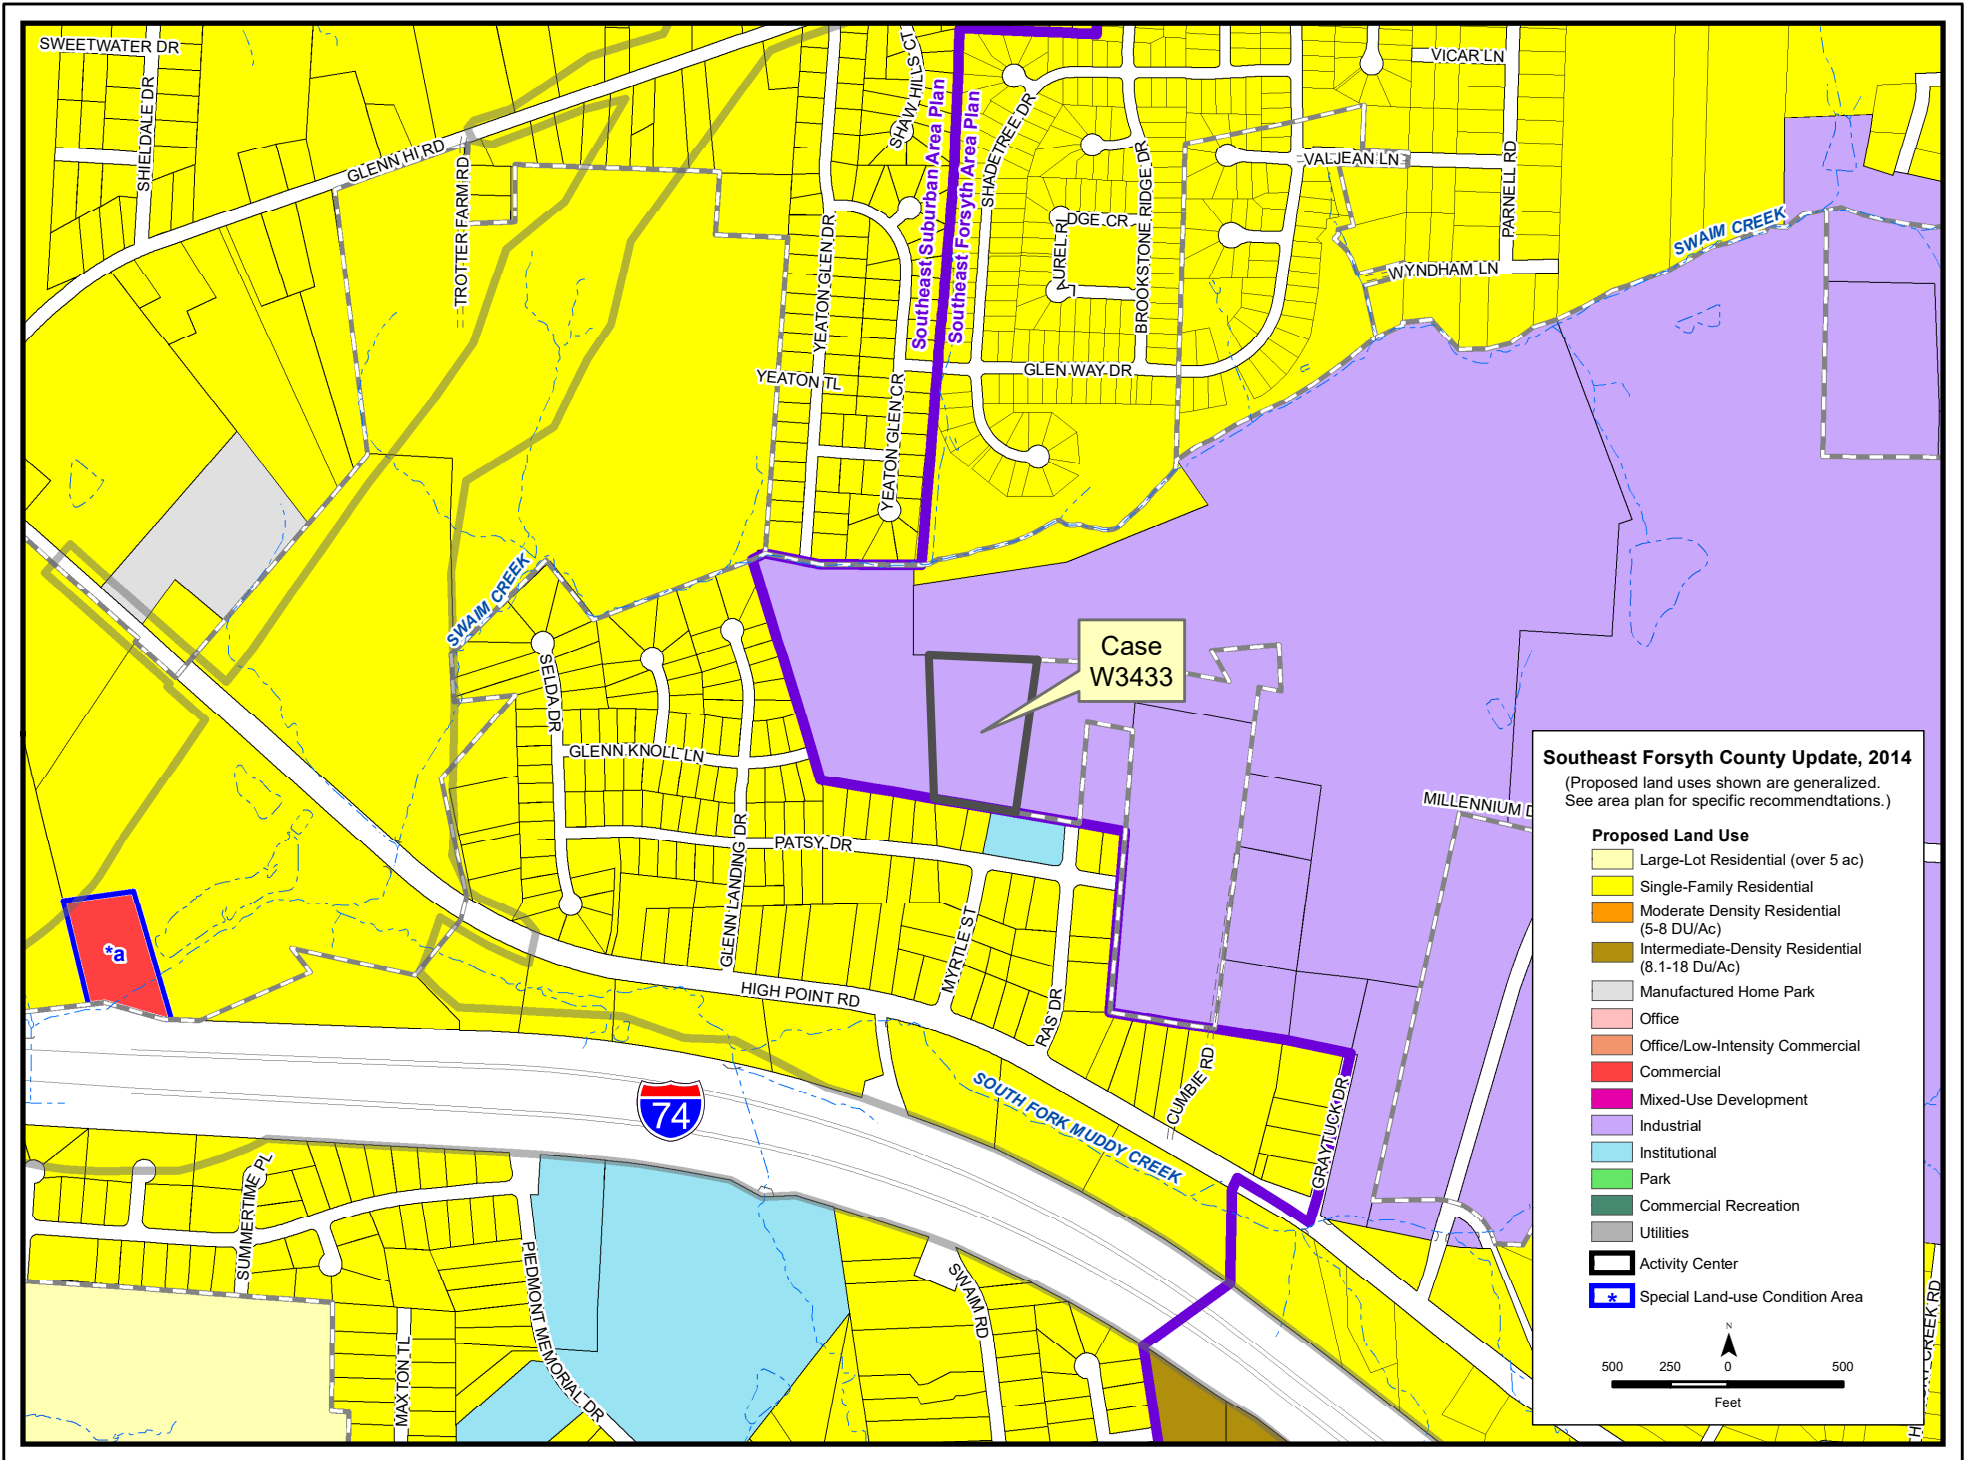 SWEETWATER DR
SHIELDALE DR
GLENN HI RD
TROTTER FARM RD
SHAW HILLS CT
Southeast Suburban Area Plan
Southeast Forsyth Area Plan
SHADETREE DR
BROOKSTONE RIDGE DR
LAUREL RIDGE CR
VICAR LN
VALJEAN LN
PARNELL RD
WYNDHAM LN
SWAIM CREEK
YEATON GLEN DR
YEATON TL
YEATON GLEN CR
GLEN WAY DR
SWAIM CREEK
SELDA DR
GLENN KNOLL LN
GLENN LANDING DR
PATSY DR
MYRTLE ST
RAS DR
HIGH POINT RD
CUMBIE RD
GRAYTUCK DR
SOUTH FORK MUDDY CREEK
Case
W3433
MILLENNIUM D
*a
74
SUMMERTIME PL
PIEDMONT MEMORIAL DR
MAXTON TL
SWAIM RD
CREEK RD
Southeast Forsyth County Update, 2014
(Proposed land uses shown are generalized.
See area plan for specific recommendtations.)
Proposed Land Use
Large-Lot Residential (over 5 ac)
Single-Family Residential
Moderate Density Residential
(5-8 DU/Ac)
Intermediate-Density Residential
(8.1-18 Du/Ac)
Manufactured Home Park
Office
Office/Low-Intensity Commercial
Commercial
Mixed-Use Development
Industrial
Institutional
Park
Commercial Recreation
Utilities
Activity Center
* Special Land-use Condition Area
N
500 250 0 500
Feet